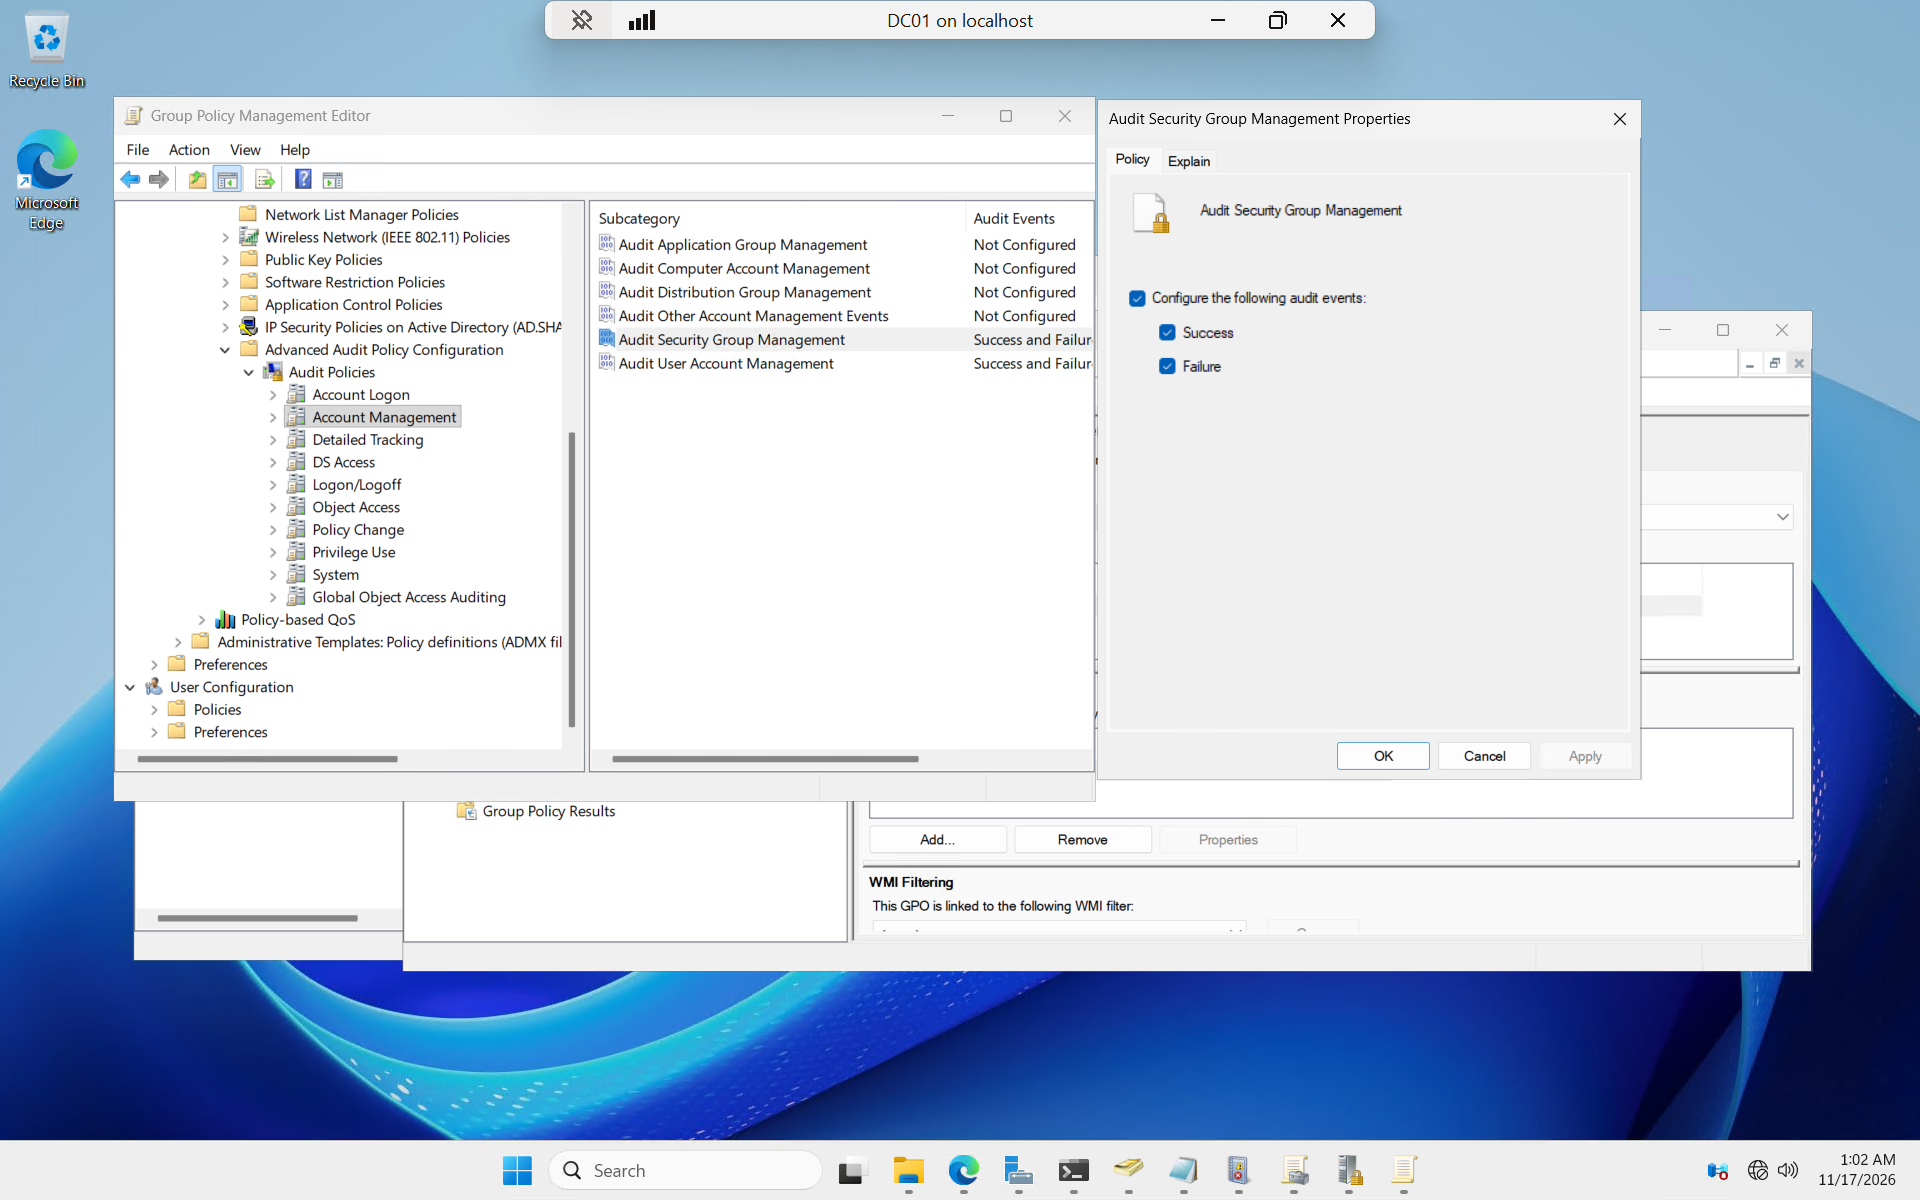 DC01 on localhost
Recycle Bin
Microsoft
Edge
Group Policy Management Editor
File Action View Help
Network List Manager Policies
Wireless Network (IEEE 802.11) Policies
Public Key Policies
Software Restriction Policies
Application Control Policies
IP Security Policies on Active Directory (AD.SHA
Advanced Audit Policy Configuration
Audit Policies
Account Logon
Account Management
Detailed Tracking
DS Access
Logon/Logoff
Object Access
Policy Change
Privilege Use
System
Global Object Access Auditing
Policy-based QoS
Administrative Templates: Policy definitions (ADMX fil
Preferences
User Configuration
Policies
Preferences
Subcategory Audit Events
Audit Application Group Management Not Configured
Audit Computer Account Management Not Configured
Audit Distribution Group Management Not Configured
Audit Other Account Management Events Not Configured
Audit Security Group Management Success and Failur
Audit User Account Management Success and Failur
Audit Security Group Management Properties
Policy Explain
Audit Security Group Management
Configure the following audit events:
Success
Failure
OK Cancel Apply
Group Policy Results
Add... Remove Properties
WMI Filtering
This GPO is linked to the following WMI filter:
Search
1:02 AM
11/17/2026